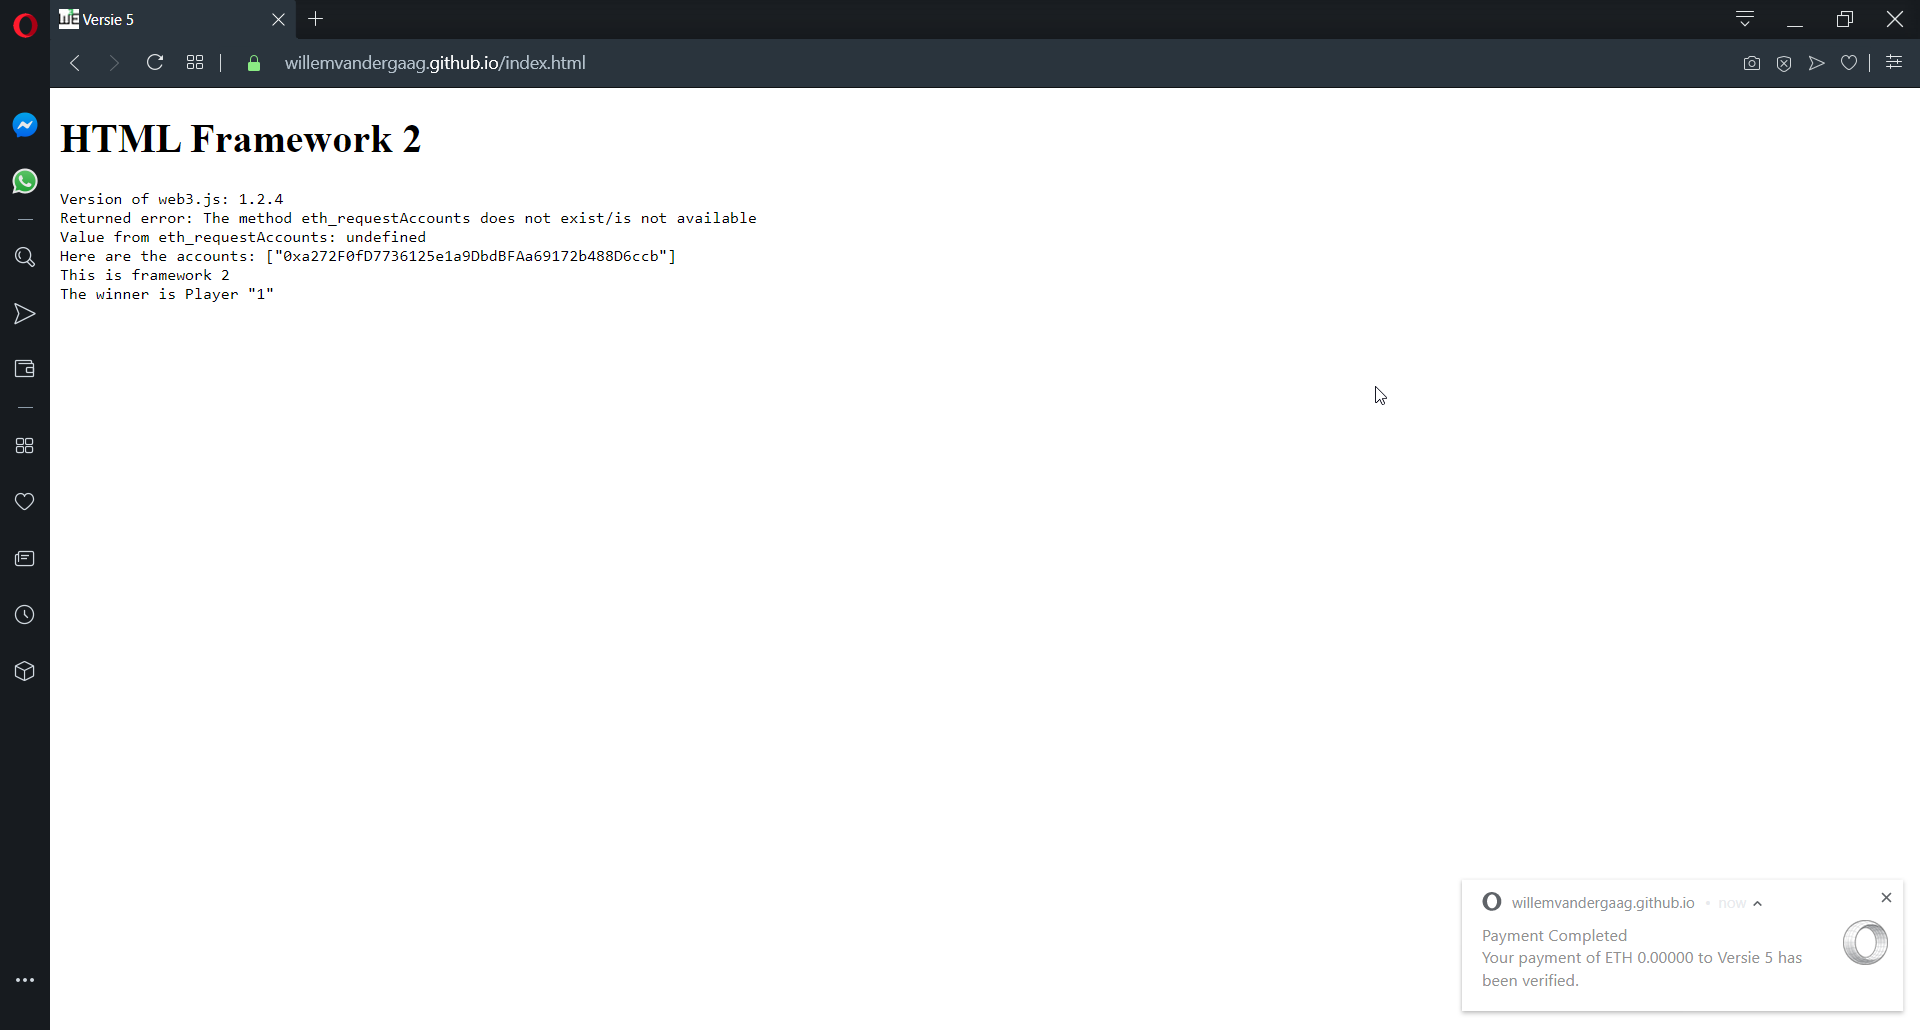 Versie 5
willemvandergaag.github.io/index.html
HTML Framework 2
Version of web3.js: 1.2.4
Returned error: The method eth_requestAccounts does not exist/is not available
Value from eth_requestAccounts: undefined
Here are the accounts: ["0xa272F0fD7736125e1a9DbdBFAa69172b488D6ccb"]
This is framework 2
The winner is Player "1"
willemvandergaag.github.io • now
Payment Completed
Your payment of ETH 0.00000 to Versie 5 has
been verified.